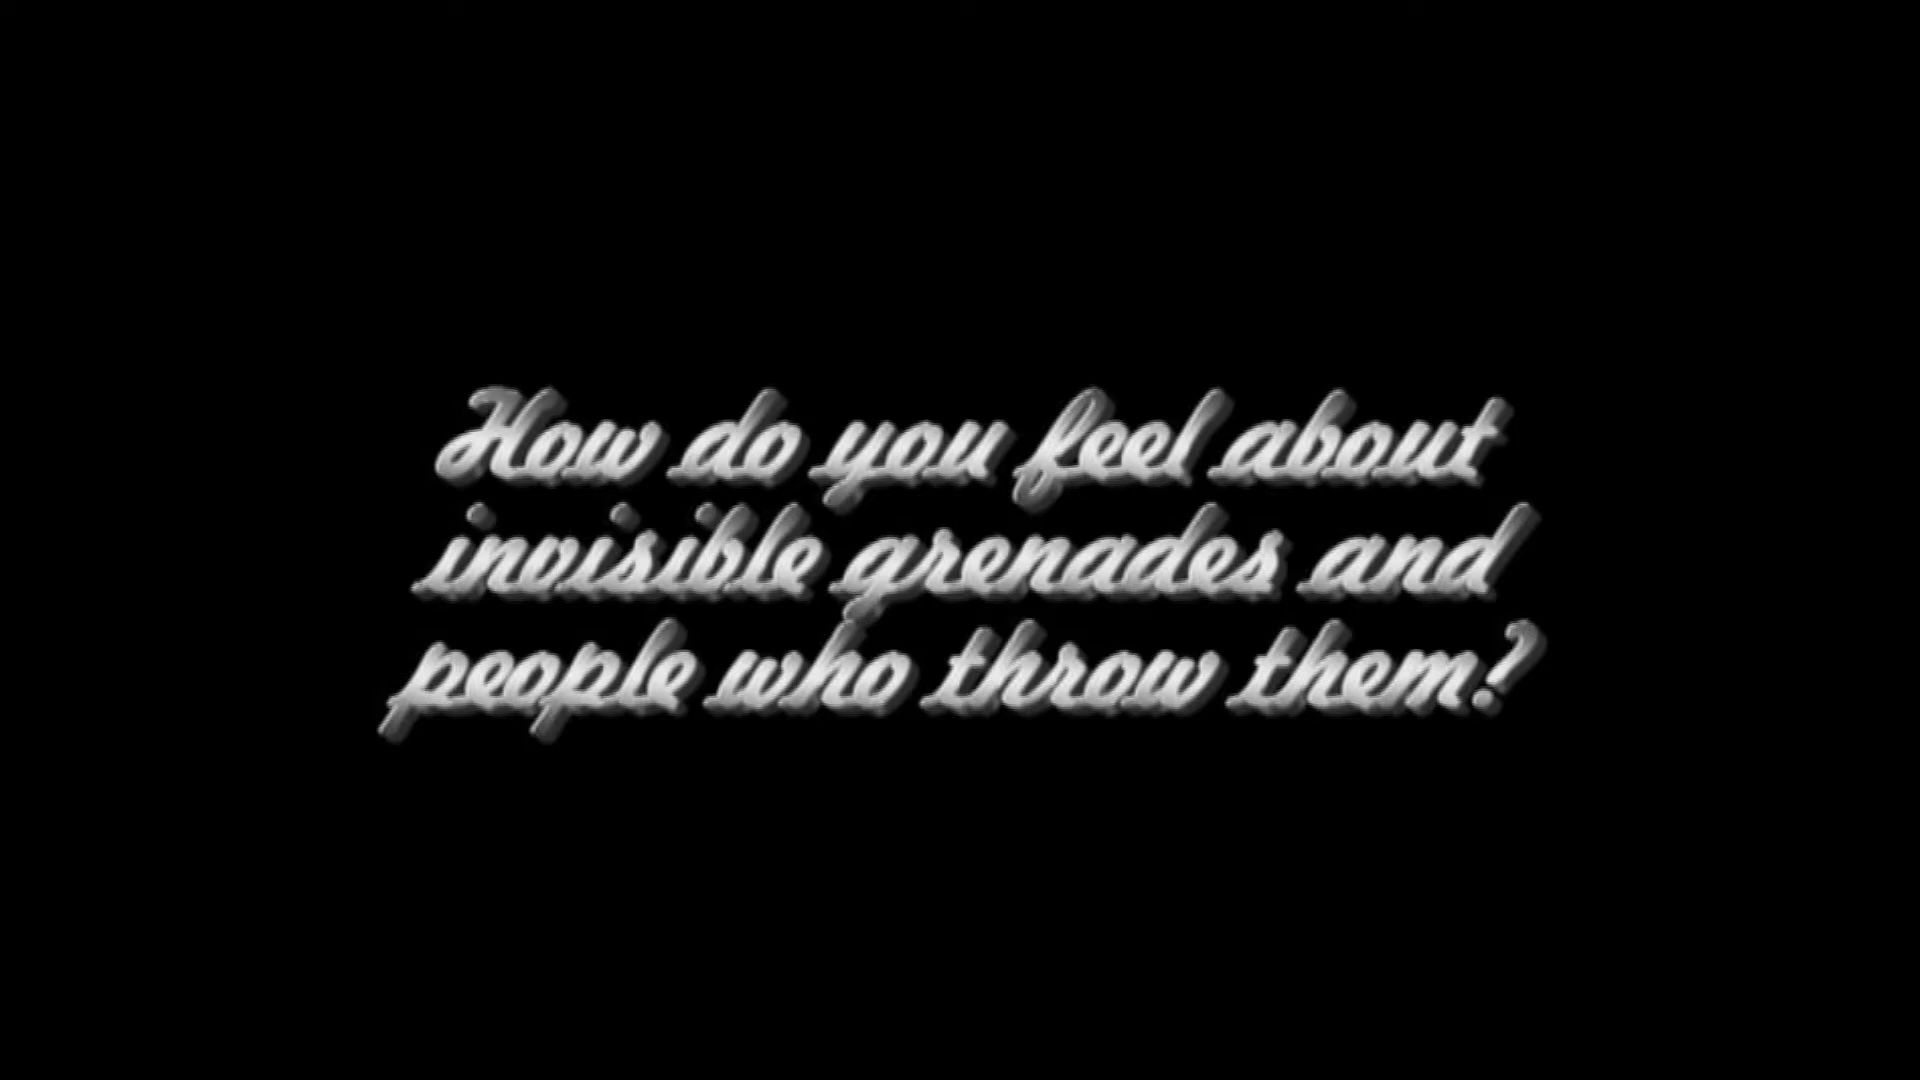 How do you feel about
invisible grenades and
people who throw them?